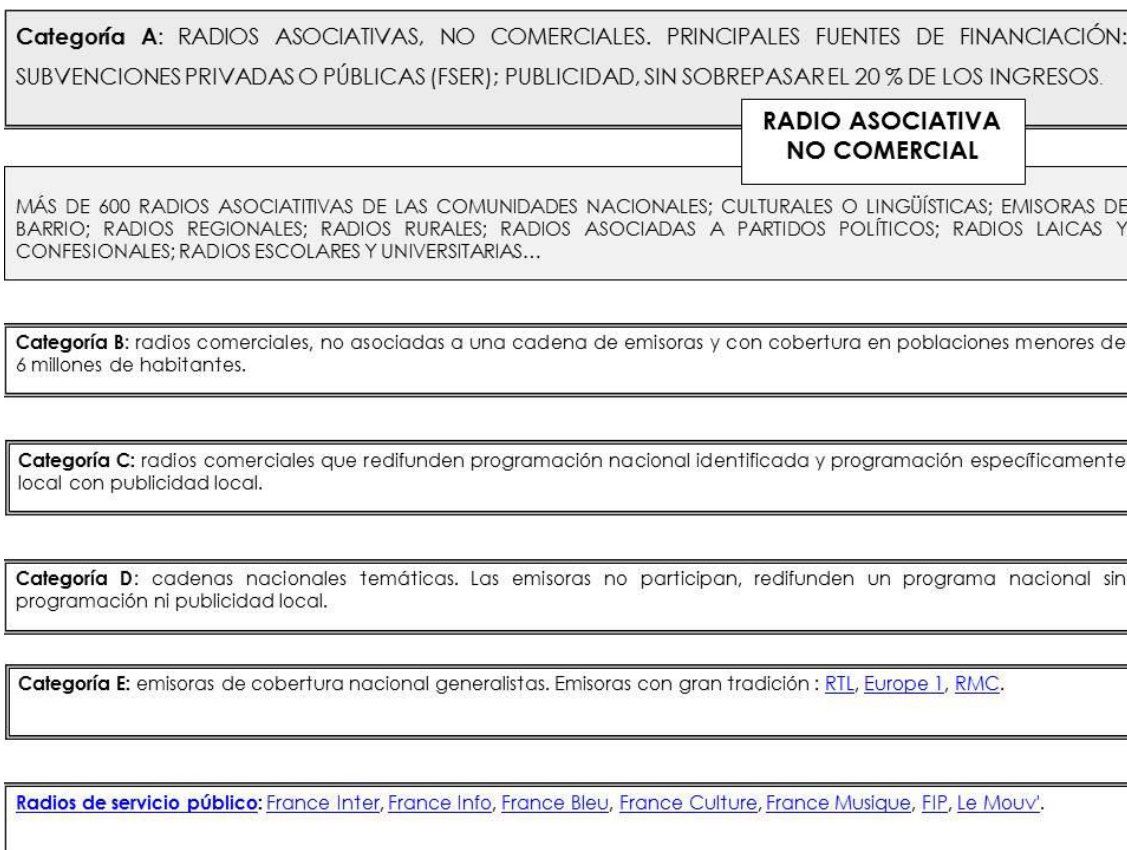 Categoría A: RADIOS ASOCIATIVAS, NO COMERCIALES. PRINCIPALES FUENTES DE FINANCIACIÓN:
SUBVENCIONES PRIVADAS O PÚBLICAS (FSER); PUBLICIDAD, SIN SOBREPASAR EL 20 % DE LOS INGRESOS.
RADIO ASOCIATIVA
NO COMERCIAL
MÁS DE 600 RADIOS ASOCIATITIVAS DE LAS COMUNIDADES NACIONALES; CULTURALES O LINGÜÍSTICAS; EMISORAS DE
BARRIO; RADIOS REGIONALES; RADIOS RURALES; RADIOS ASOCIADAS A PARTIDOS POLÍTICOS; RADIOS LAICAS Y
CONFESIONALES; RADIOS ESCOLARES Y UNIVERSITARIAS...
Categoría B: radios comerciales, no asociadas a una cadena de emisoras y con cobertura en poblaciones menores de
6 millones de habitantes.
Categoría C: radios comerciales que redifunden programación nacional identificada y programación específicamente
local con publicidad local.
Categoría D: cadenas nacionales temáticas. Las emisoras no participan, redifunden un programa nacional sin
programación ni publicidad local.
Categoría E: emisoras de cobertura nacional generalistas. Emisoras con gran tradición : RTL, Europe 1, RMC.
Radios de servicio público: France Inter, France Info, France Bleu, France Culture, France Musique, FIP, Le Mouv'.